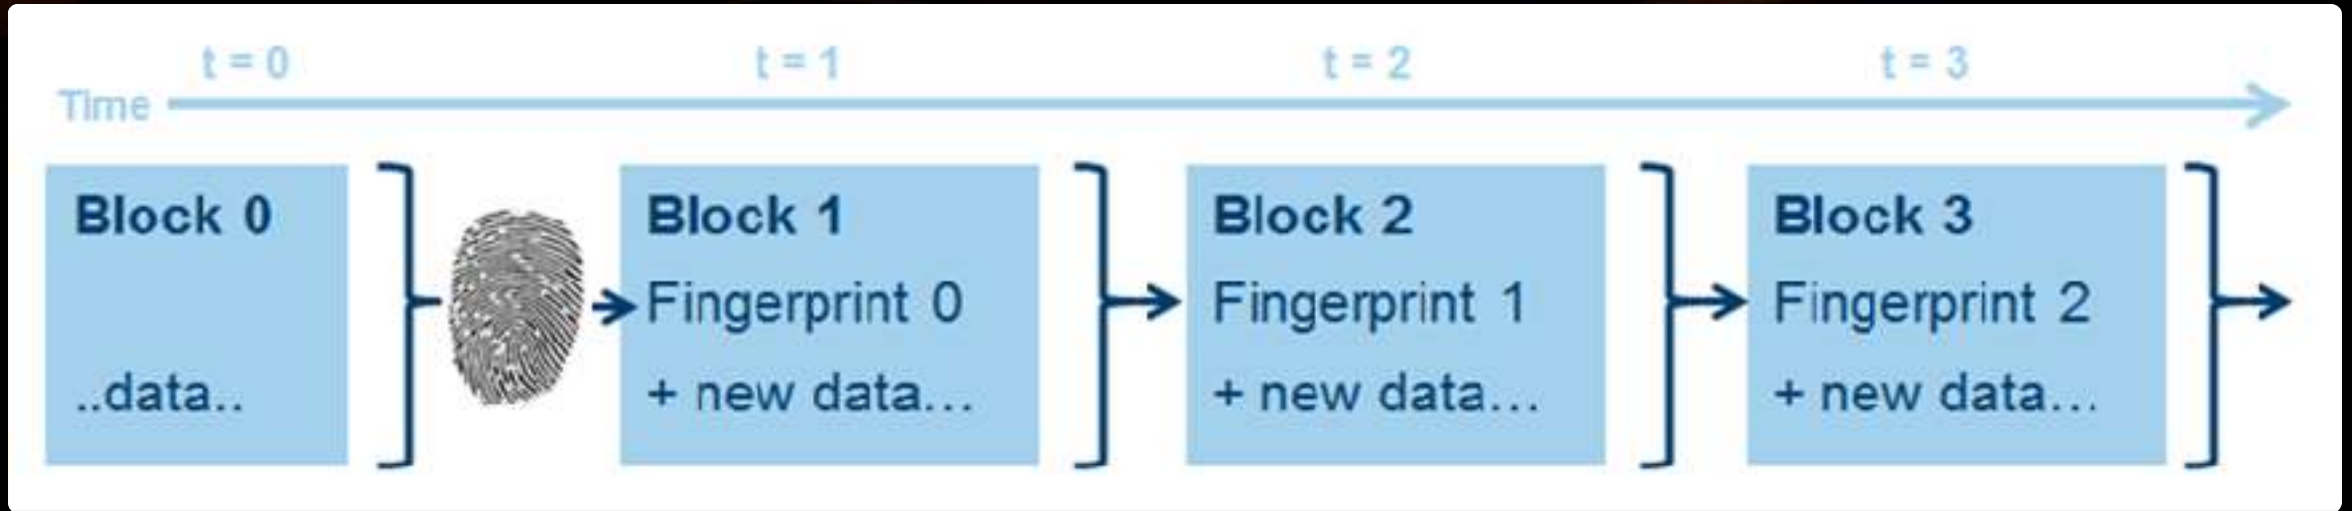 t = 0 t = 1 t = 2 t = 3
Time
Block 0
..data..
Block 1
Fingerprint 0
+ new data...
Block 2
Fingerprint 1
+ new data...
Block 3
Fingerprint 2
+ new data...